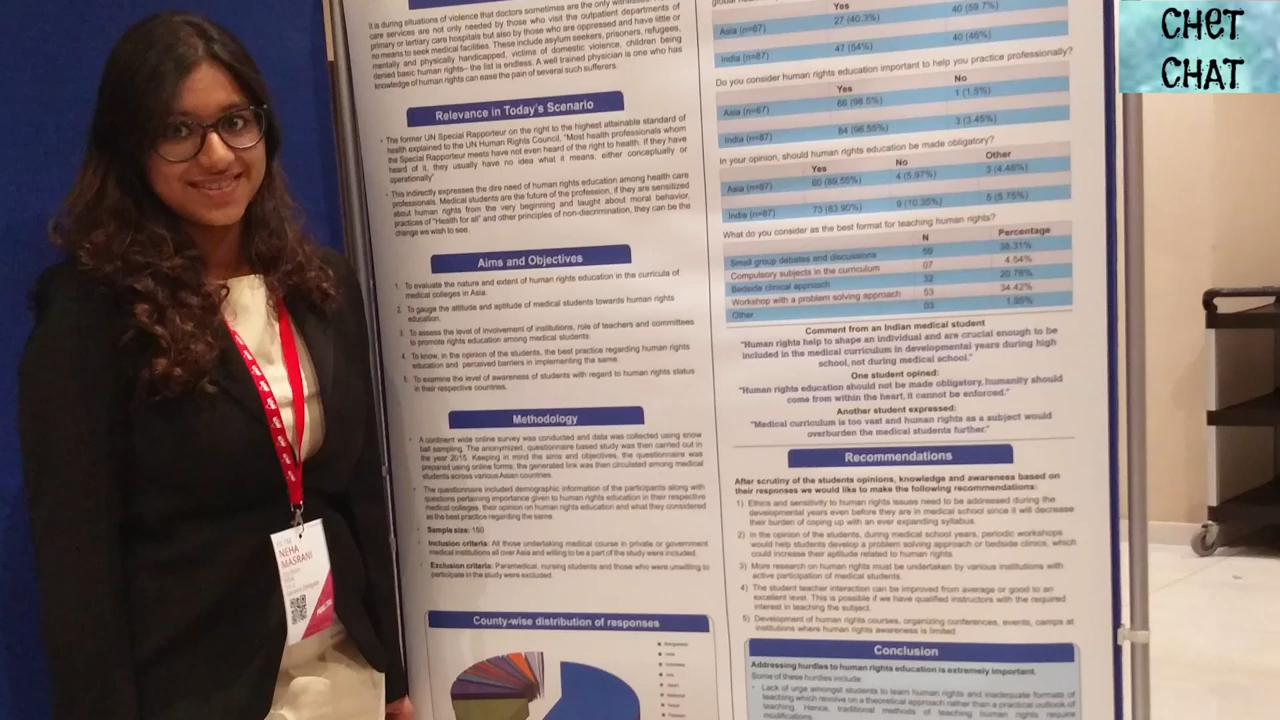 CHET
CHAT
It is during situations of violence that doctors sometimes are the only
care services are not only needed by those who visit the outpatient departments of
primary or tertiary care hospitals but also by those who are oppressed and have little or
no means to seek medical facilities. These include asylum seekers, prisoners, refugees,
mentally and physically handicapped, victims of domestic violence, children being
denied basic human rights– the list is endless. A well trained physician is one who has
knowledge of human rights can ease the pain of several such sufferers.
Relevance in Today's Scenario
• The former UN Special Rapporteur on the right to the highest attainable standard of
health explained to the UN Human Rights Council, "Most health professionals whom
the Special Rapporteur meets have not even heard of the right to health. If they have
heard of it, they usually have no idea what it means, either conceptually or
operationally"
• This indirectly expresses the dire need of human rights education among health care
professionals. Medical students are the future of the profession, if they are sensitized
about human rights from the very beginning and taught about moral behavior,
practices of "Health for all" and other principles of non-discrimination, they can be the
change we wish to see.
Aims and Objectives
1. To evaluate the nature and extent of human rights education in the curricula of
medical colleges in Asia.
2. To gauge the attitude and aptitude of medical students towards human rights
education.
3. To assess the level of involvement of institutions, role of teachers and committees
to promote rights education among medical students.
4. To know, in the opinion of the students, the best practice regarding human rights
education and perceived barriers in implementing the same.
5. To examine the level of awareness of students with regard to human rights status
in their respective countries.
Methodology
• A continent wide online survey was conducted and data was collected using snow
ball sampling. The anonymized, questionnaire based study was then carried out in
the year 2015. Keeping in mind the aims and objectives, the questionnaire was
prepared using online forms; the generated link was then circulated among medical
students across various Asian countries.
• The questionnaire included demographic information of the participants along with
questions pertaining importance given to human rights education in their respective
medical colleges, their opinion on human rights education and what they considered
as the best practice regarding the same.
• Sample size: 150
• Inclusion criteria: All those undertaking medical course in private or government
medical institutions all over Asia and willing to be a part of the study were included.
• Exclusion criteria: Paramedical, nursing students and those who were unwilling to
participate in the study were excluded.
County-wise distribution of responses
Yes
Asia (n=67) 27 (40.3%) 40 (59.7%)
India (n=87) 47 (54%) 40 (46%)
Do you consider human rights education important to help you practice professionally?
Yes No
Asia (n=67) 66 (98.5%) 1 (1.5%)
India (n=87) 84 (96.55%) 3 (3.45%)
In your opinion, should human rights education be made obligatory?
Yes No Other
Asia (n=67) 60 (89.55%) 4 (5.97%) 3 (4.48%)
India (n=87) 73 (83.90%) 9 (10.35%) 5 (5.75%)
What do you consider as the best format for teaching human rights?
N Percentage
Small group debates and discussions 59 38.31%
Compulsory subjects in the curriculum 07 4.54%
Bedside clinical approach 32 20.78%
Workshop with a problem solving approach 53 34.42%
Other 03 1.95%
Comment from an Indian medical student
"Human rights help to shape an individual and are crucial enough to be
included in the medical curriculum in developmental years during high
school, not during medical school."
One student opined:
"Human rights education should not be made obligatory, humanity should
come from within the heart, it cannot be enforced."
Another student expressed:
"Medical curriculum is too vast and human rights as a subject would
overburden the medical students further."
Recommendations
After scrutiny of the students opinions, knowledge and awareness based on
their responses we would like to make the following recommendations:
1) Ethics and sensitivity to human rights issues need to be addressed during the
developmental years even before they are in medical school since it will decrease
their burden of coping up with an ever expanding syllabus.
2) In the opinion of the students, during medical school years, periodic workshops
would help students develop a problem solving approach or bedside clinics, which
could increase their aptitude related to human rights.
3) More research on human rights must be undertaken by various institutions with
active participation of medical students.
4) The student teacher interaction can be improved from average or good to an
excellent level. This is possible if we have qualified instructors with the required
interest in teaching the subject.
5) Development of human rights courses, organizing conferences, events, camps at
institutions where human rights awareness is limited.
Conclusion
Addressing hurdles to human rights education is extremely important.
Some of these hurdles include:
• Lack of urge amongst students to learn human rights and inadequate formats of
teaching which revolve on a theoretical approach rather than a practical outlook of
teaching. Hence, traditional methods of teaching human rights require
modifications.
NEHA
MASRANI